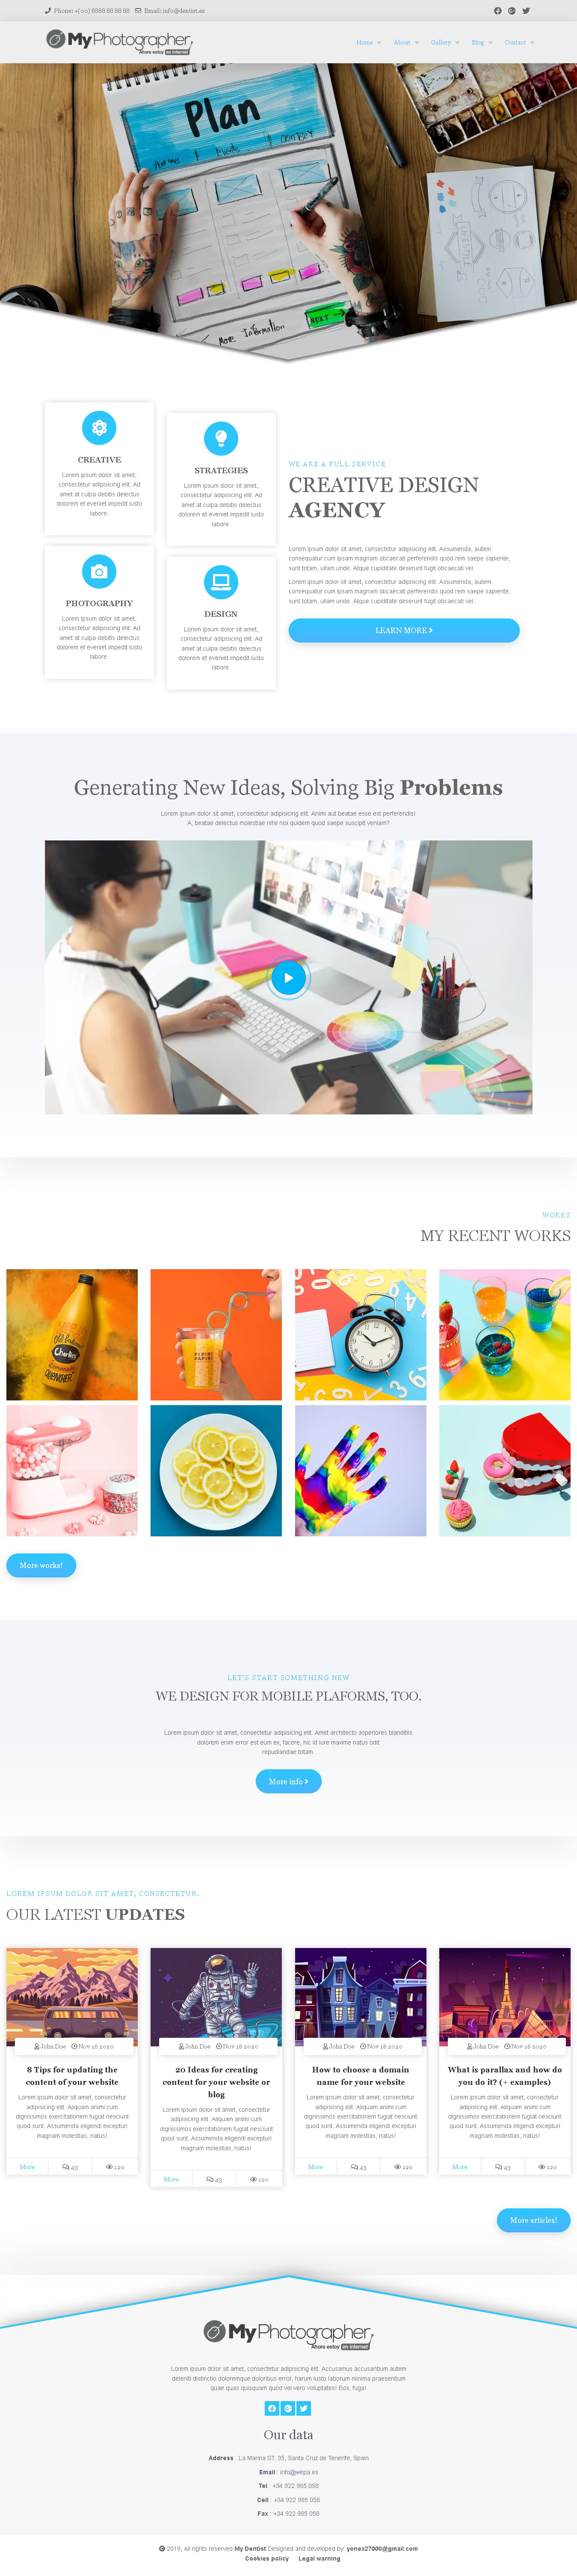 Phone: +(00) 6666 66 66 66 Email: info@dentist.es
MyPhotographer
Ahora estoy en internet
Home About Gallery Blog Contact
Plan
More Information
NEXT
CREATIVE
Lorem ipsum dolor sit amet,
consectetur adipisicing elit. Ad
amet at culpa debitis delectus
dolorem et eveniet impedit iusto
labore.
STRATEGIES
Lorem ipsum dolor sit amet,
consectetur adipisicing elit. Ad
amet at culpa debitis delectus
dolorem et eveniet impedit iusto
labore.
PHOTOGRAPHY
Lorem ipsum dolor sit amet,
consectetur adipisicing elit. Ad
amet at culpa debitis delectus
dolorem et eveniet impedit iusto
labore.
DESIGN
Lorem ipsum dolor sit amet,
consectetur adipisicing elit. Ad
amet at culpa debitis delectus
dolorem et eveniet impedit iusto
labore.
WE ARE A FULL SERVICE
CREATIVE DESIGN
AGENCY
Lorem ipsum dolor sit amet, consectetur adipisicing elit. Assumenda, autem
consequatur cum ipsam magnam obcaecati perferendis quod rem saepe sapiente,
sunt totam, ullam unde. Atque cupiditate deserunt fugit obcaecati vel.
Lorem ipsum dolor sit amet, consectetur adipisicing elit. Assumenda, autem
consequatur cum ipsam magnam obcaecati perferendis quod rem saepe sapiente,
sunt totam, ullam unde. Atque cupiditate deserunt fugit obcaecati vel.
LEARN MORE
Generating New Ideas, Solving Big Problems
Lorem ipsum dolor sit amet, consectetur adipisicing elit. Animi aut beatae esse est perferendis!
A, beatae delectus molestiae nihil nisi quidem quod saepe suscipit veniam?
WORKS
MY RECENT WORKS
Old fashioned
Charlie's
QUENCHER
More works!
LET'S START SOMETHING NEW
WE DESIGN FOR MOBILE PLAFORMS, TOO.
Lorem ipsum dolor sit amet, consectetur adipisicing elit. Amet architecto asperiores blanditiis
dolorem enim error est eum ex, facere, hic id iure maxime natus odit
repudiandae totam.
More info
LOREM IPSUM DOLOR SIT AMET, CONSECTETUR.
OUR LATEST UPDATES
John Doe Nov 16 2020
8 Tips for updating the
content of your website
Lorem ipsum dolor sit amet, consectetur
adipisicing elit. Aliquam animi cum
dignissimos exercitationem fugiat nesciunt
quod sunt. Assumenda eligendi excepturi
magnam molestias, natus!
More 43 120
John Doe Nov 16 2020
20 Ideas for creating
content for your website or
blog
Lorem ipsum dolor sit amet, consectetur
adipisicing elit. Aliquam animi cum
dignissimos exercitationem fugiat nesciunt
quod sunt. Assumenda eligendi excepturi
magnam molestias, natus!
More 43 120
John Doe Nov 16 2020
How to choose a domain
name for your website
Lorem ipsum dolor sit amet, consectetur
adipisicing elit. Aliquam animi cum
dignissimos exercitationem fugiat nesciunt
quod sunt. Assumenda eligendi excepturi
magnam molestias, natus!
More 43 120
John Doe Nov 16 2020
What is parallax and how do
you do it? (+ examples)
Lorem ipsum dolor sit amet, consectetur
adipisicing elit. Aliquam animi cum
dignissimos exercitationem fugiat nesciunt
quod sunt. Assumenda eligendi excepturi
magnam molestias, natus!
More 43 120
More articles!
MyPhotographer
Ahora estoy en internet
Lorem ipsum dolor sit amet, consectetur adipisicing elit. Accusamus accusantium autem
deleniti distinctio doloremque doloribus error, harum iusto laborum minima praesentium
quae quas quisquam quod vel vero voluptates! Eos, fuga!
Our data
Address : La Marina ST. 35, Santa Cruz de Tenerife, Spain
Email : info@wepa.es
Tel : +34 922 985 058
Cell : +34 922 985 058
Fax : +34 922 985 058
2019, All rights reserved My Dentist Designed and developed by: yonex27000@gmail.com
Cookies policy Legal warning